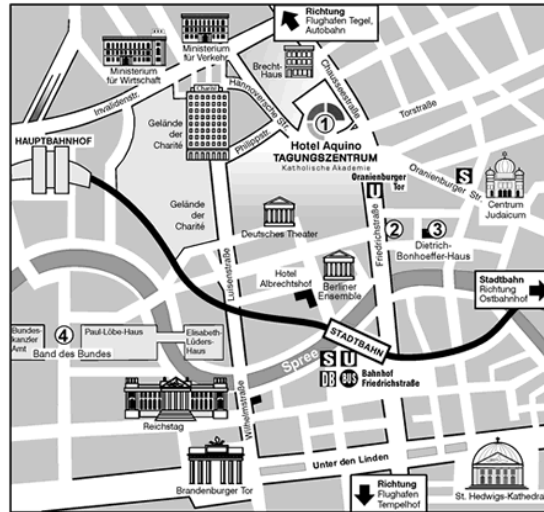 Richtung
Flughafen Tegel,
Autobahn
Ministerium
für Verkehr
Ministerium
für Wirtschaft
Brecht-
Haus
Chausseestraße
Invalidenstr.
Hannoversche Str.
Charité
Torstraße
Gelände
der
Charité
Philippstr.
1
Hotel Aquino
TAGUNGSZENTRUM
Katholische Akademie
HAUPTBAHNHOF
Oranienburger
Tor
U
S
Oranienburger Str.
Centrum
Judaicum
Gelände
der
Charité
Deutsches Theater
Friedrichstraße
2
3
Dietrich-
Bonhoeffer-Haus
Luisenstraße
Hotel
Albrechtshof
Berliner
Ensemble
Stadtbahn
Richtung
Ostbahnhof
Bundes-
kanzler
Amt
4
Paul-Löbe-Haus
Elisabeth-
Lüders-
Haus
Band des Bundes
STADTBAHN
Spree
S U
DB BUS
Bahnhof
Friedrichstraße
Reichstag
Wilhelmstraße
Unter den Linden
Brandenburger Tor
Richtung
Flughafen
Tempelhof
St. Hedwigs-Kathedra